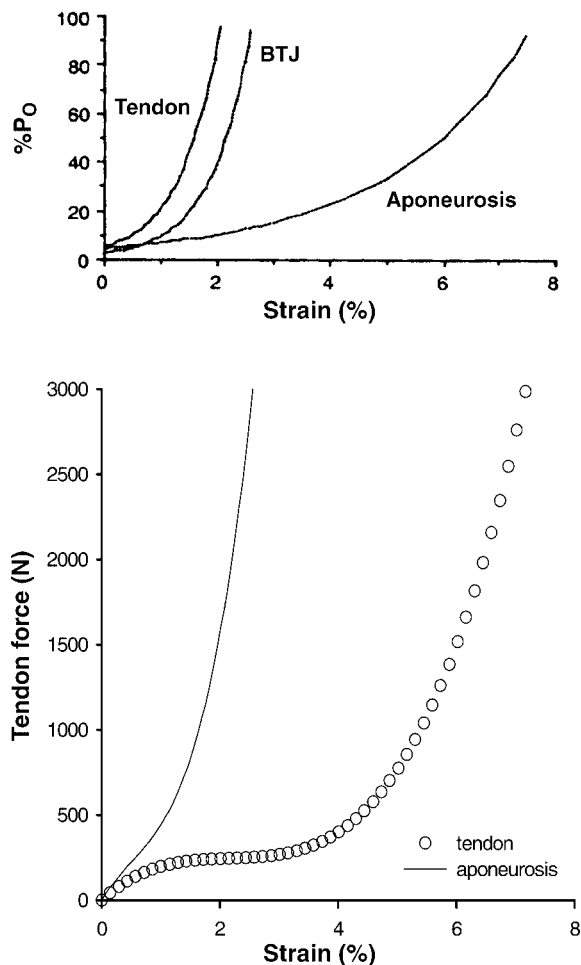 100
80
60
40
20
0
%Po
Tendon
BTJ
Aponeurosis
0 2 4 6 8
Strain (%)
3000
2500
2000
1500
1000
500
0
Tendon force (N)
tendon
aponeurosis
0 2 4 6 8
Strain (%)